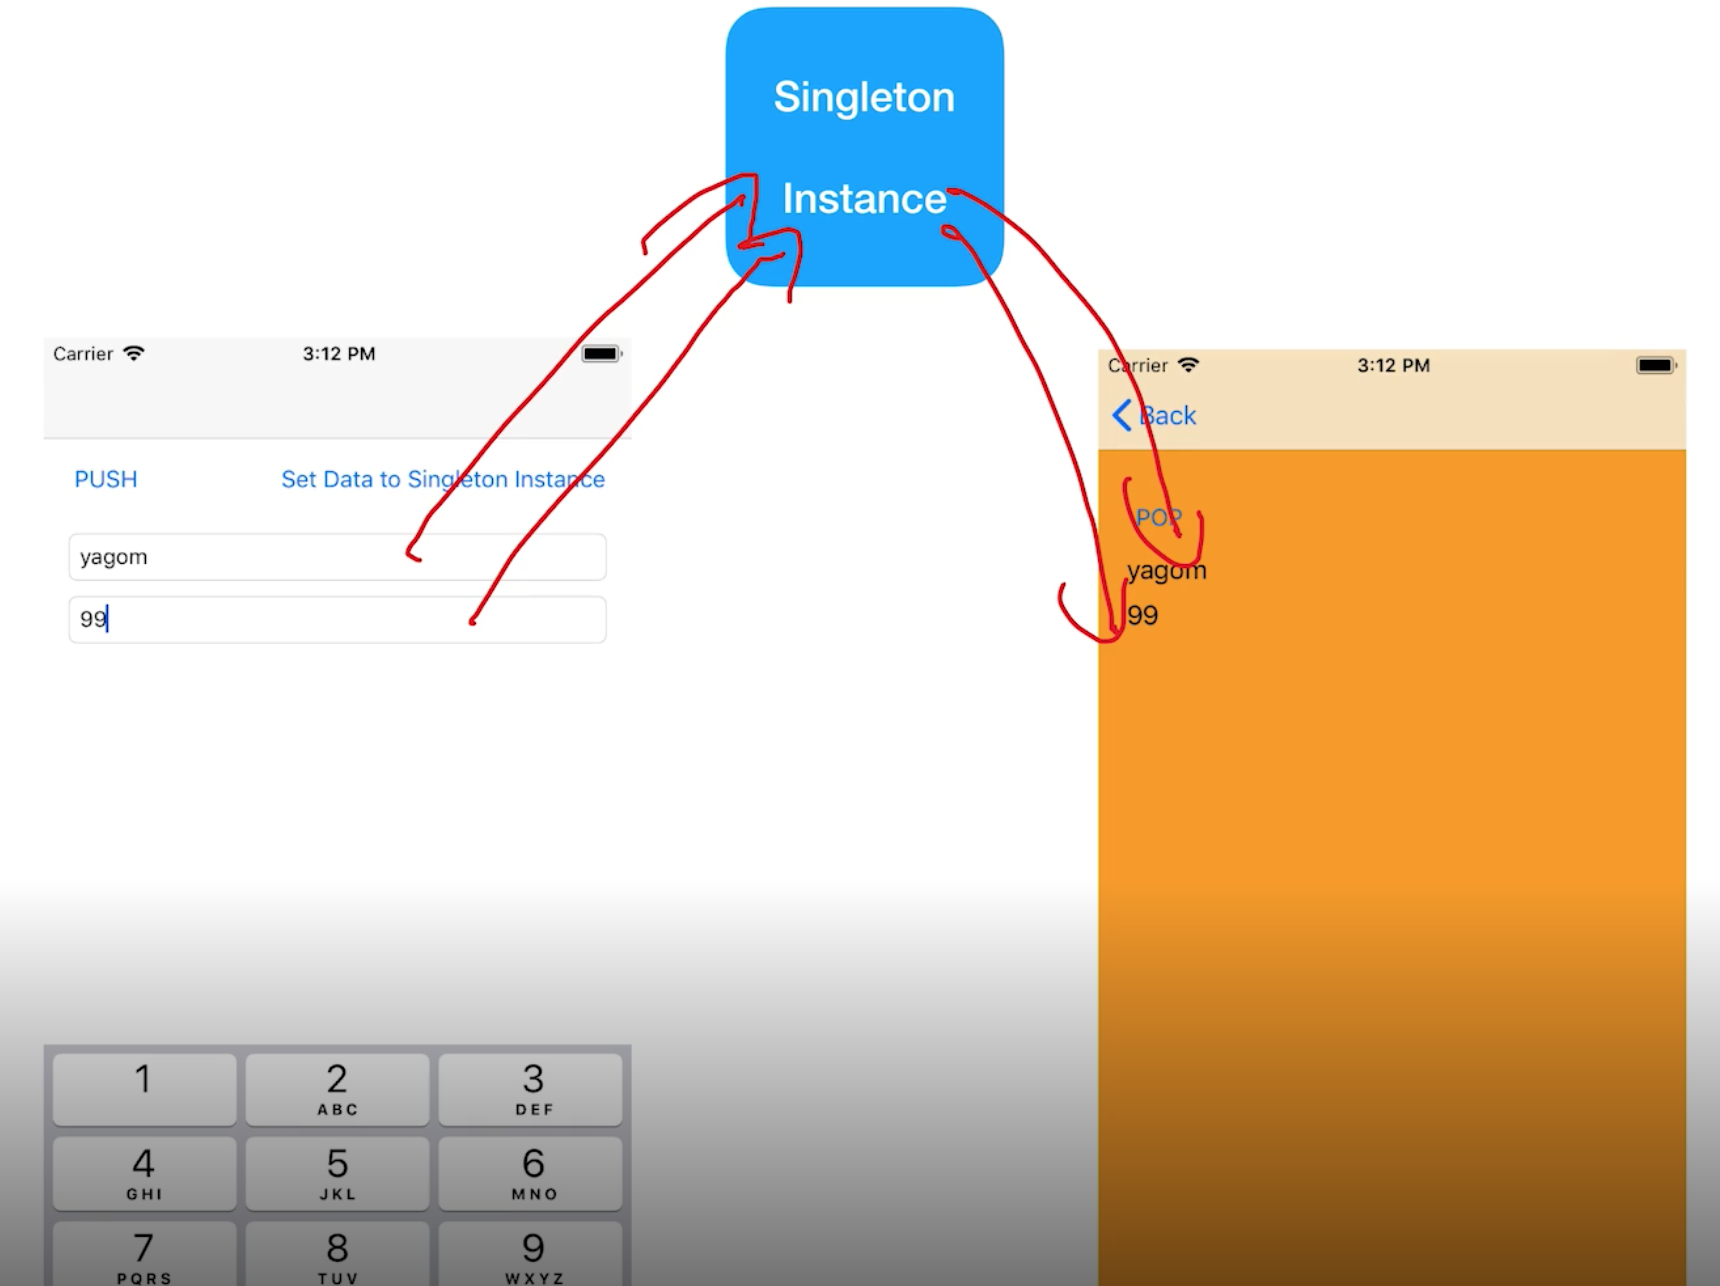 Singleton
Instance
Carrier 3:12 PM
PUSH Set Data to Singleton Instance
yagom
99
1
2
ABC
3
DEF
4
GHI
5
JKL
6
MNO
7
PQRS
8
TUV
9
WXYZ
Carrier 3:12 PM
Back
POP
yagom
99